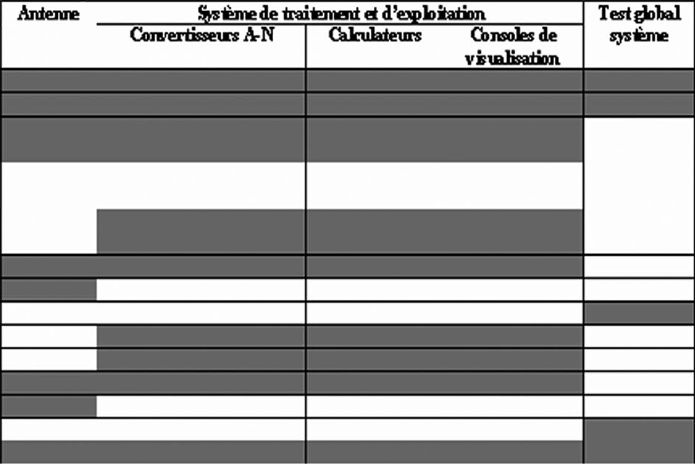 Antenne
Système de traitement et d'exploitation
Test global
système
Convertisseurs A-N
Calculateurs
Consoles de
visualisation